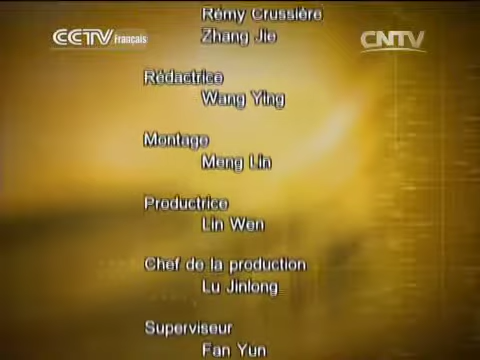 Rémy Crussière
CCTV Français
CNTV
Zhang Jie
Rédactrice
Wang Ying
Montage
Meng Lin
Productrice
Lin Wen
Chef de la production
Lu Jinlong
Superviseur
Fan Yun